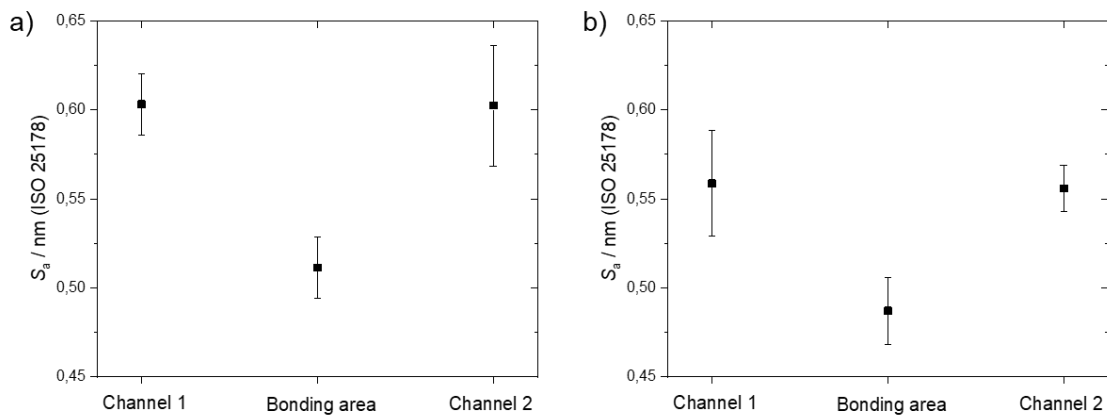 a)
0,65
0,60
0,55
0,50
0,45
Sa / nm (ISO 25178)
Channel 1
Bonding area
Channel 2
b)
0,65
0,60
0,55
0,50
0,45
Sa / nm (ISO 25178)
Channel 1
Bonding area
Channel 2